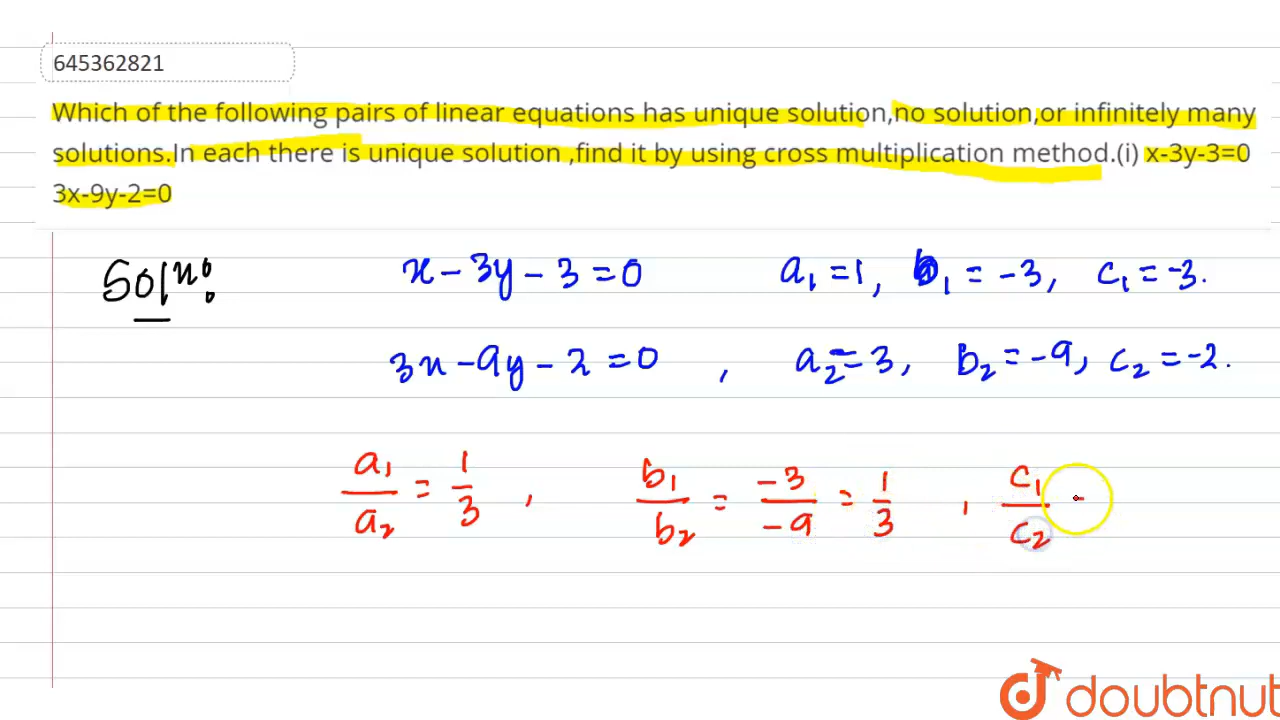 645362821
Which of the following pairs of linear equations has unique solution,no solution,or infinitely many
solutions.In each there is unique solution ,find it by using cross multiplication method.(i) x-3y-3=0
3x-9y-2=0
Solⁿ: x - 3y - 3 = 0 a₁ = 1, b₁ = -3, c₁ = -3.
3x - 9y - 2 = 0 , a₂ = 3, b₂ = -9, c₂ = -2.
a₁/a₂ = 1/3 , b₁/b₂ = -3/-9 = 1/3 , c₁/c₂ -
doubtnut